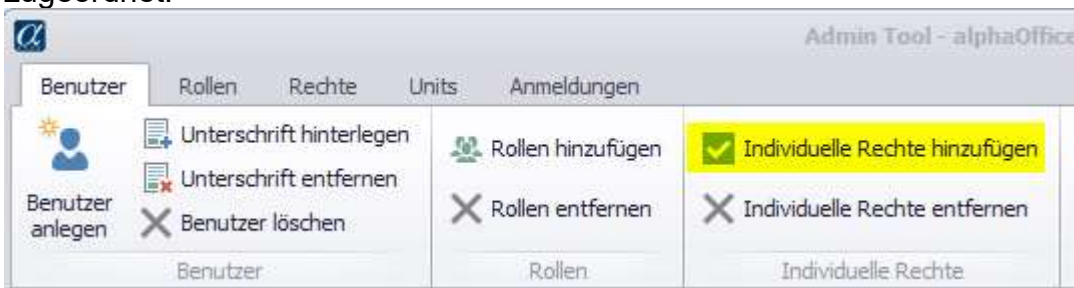 zugeordnet.
Admin Tool - alphaOffice
Benutzer Rollen Rechte Units Anmeldungen
Unterschrift hinterlegen
Unterschrift entfernen
Benutzer löschen
Benutzer
anlegen
Benutzer
Rollen hinzufügen
Rollen entfernen
Rollen
Individuelle Rechte hinzufügen
Individuelle Rechte entfernen
Individuelle Rechte